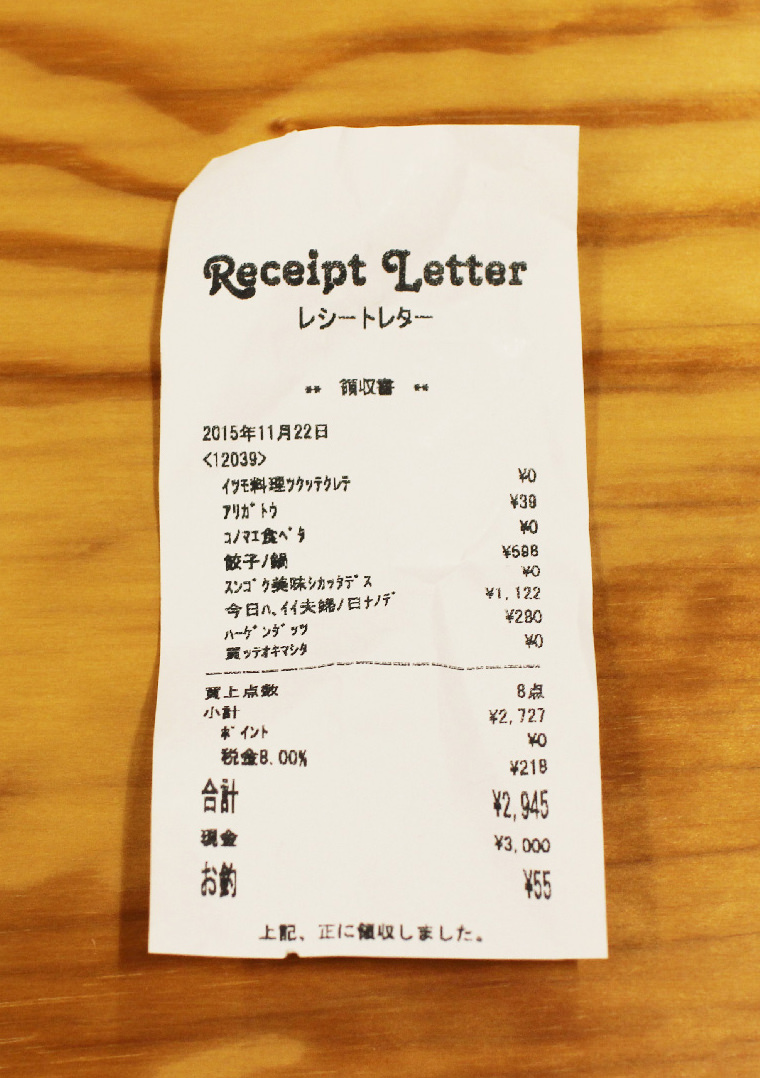 Receipt Letter
レシートレター
** 領収書 **
2015年11月22日
<12039>
イツモ料理ツクッテクレテ ¥0
アリガトウ ¥39
コノマエ食ベタ ¥0
餃子ノ鍋 ¥598
スンゴク美味シカッタデス ¥0
今日ハ、イイ夫婦ノ日ナノデ ¥1,122
ハーゲンダッツ ¥280
買ッテオキマシタ ¥0
買上点数 8点
小計 ¥2,727
ポイント ¥0
税金8.00% ¥218
合計 ¥2,945
現金 ¥3,000
お釣 ¥55
上記、正に領収しました。